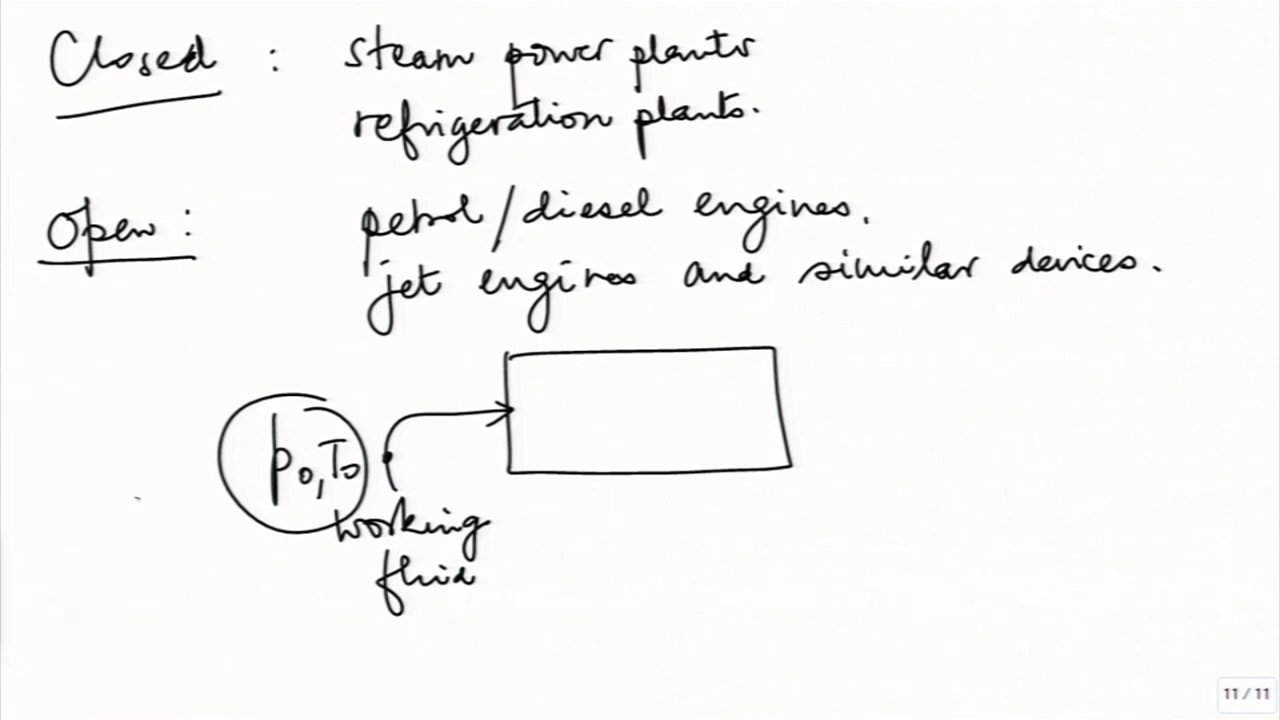 Closed : steam power plants
refrigeration plants.
Open : petrol/diesel engines.
jet engines and similar devices.
p0, T0
working
fluid
11 / 11